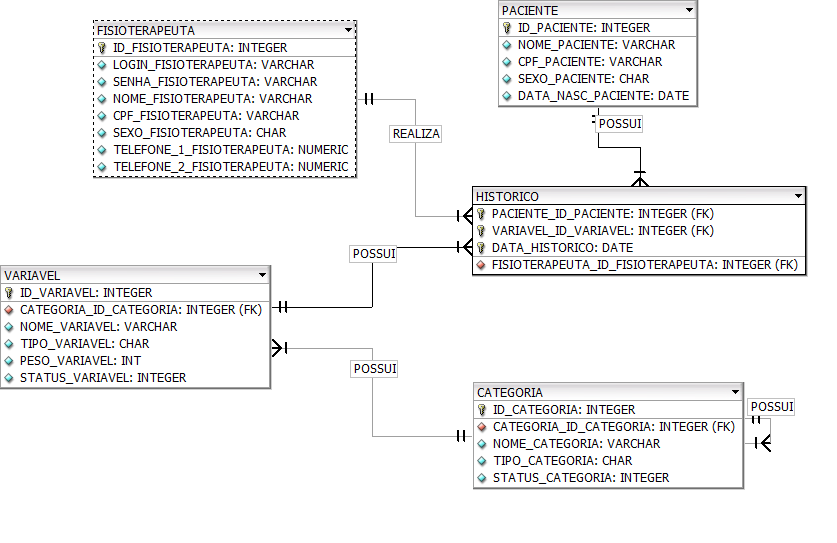 FISIOTERAPEUTA
ID_FISIOTERAPEUTA: INTEGER
LOGIN_FISIOTERAPEUTA: VARCHAR
SENHA_FISIOTERAPEUTA: VARCHAR
NOME_FISIOTERAPEUTA: VARCHAR
CPF_FISIOTERAPEUTA: VARCHAR
SEXO_FISIOTERAPEUTA: CHAR
TELEFONE_1_FISIOTERAPEUTA: NUMERIC
TELEFONE_2_FISIOTERAPEUTA: NUMERIC
PACIENTE
ID_PACIENTE: INTEGER
NOME_PACIENTE: VARCHAR
CPF_PACIENTE: VARCHAR
SEXO_PACIENTE: CHAR
DATA_NASC_PACIENTE: DATE
REALIZA
POSSUI
HISTORICO
PACIENTE_ID_PACIENTE: INTEGER (FK)
VARIAVEL_ID_VARIAVEL: INTEGER (FK)
DATA_HISTORICO: DATE
FISIOTERAPEUTA_ID_FISIOTERAPEUTA: INTEGER (FK)
POSSUI
VARIAVEL
ID_VARIAVEL: INTEGER
CATEGORIA_ID_CATEGORIA: INTEGER (FK)
NOME_VARIAVEL: VARCHAR
TIPO_VARIAVEL: CHAR
PESO_VARIAVEL: INT
STATUS_VARIAVEL: INTEGER
POSSUI
CATEGORIA
ID_CATEGORIA: INTEGER
CATEGORIA_ID_CATEGORIA: INTEGER (FK)
NOME_CATEGORIA: VARCHAR
TIPO_CATEGORIA: CHAR
STATUS_CATEGORIA: INTEGER
POSSUI